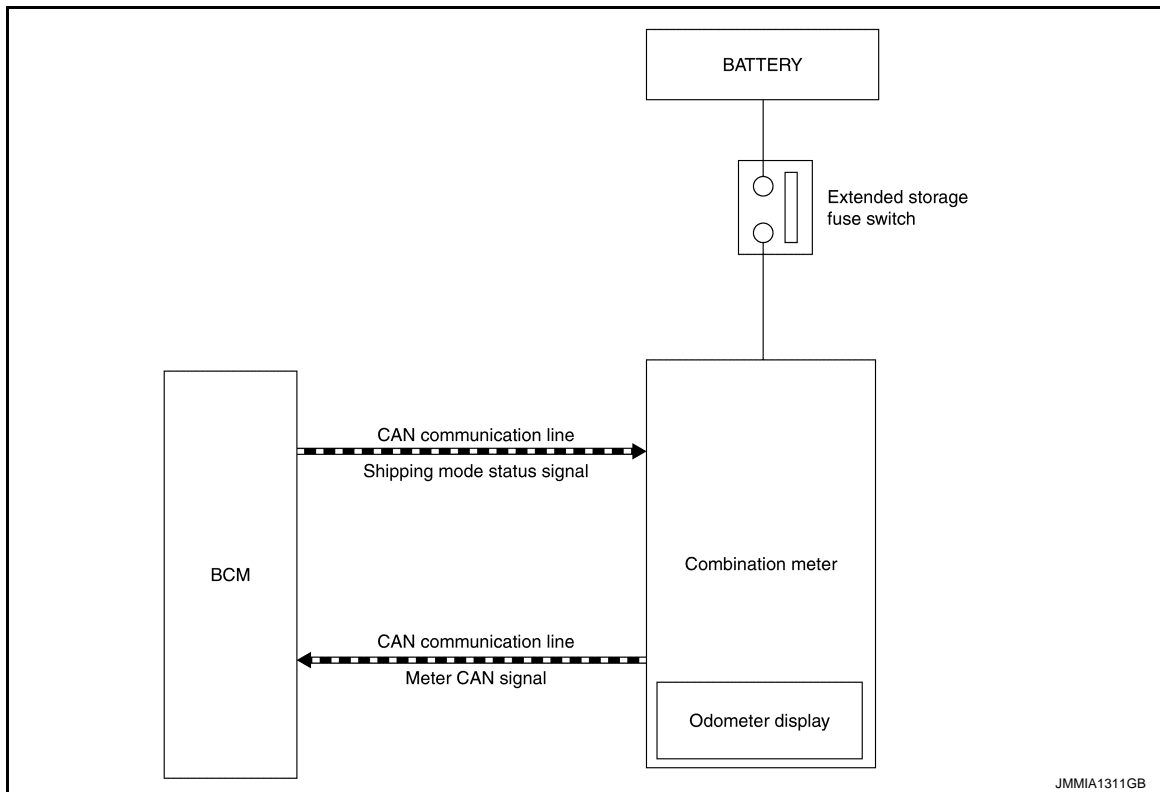 BATTERY
Extended storage
fuse switch
CAN communication line
Shipping mode status signal
BCM
Combination meter
CAN communication line
Meter CAN signal
Odometer display
JMMIA1311GB